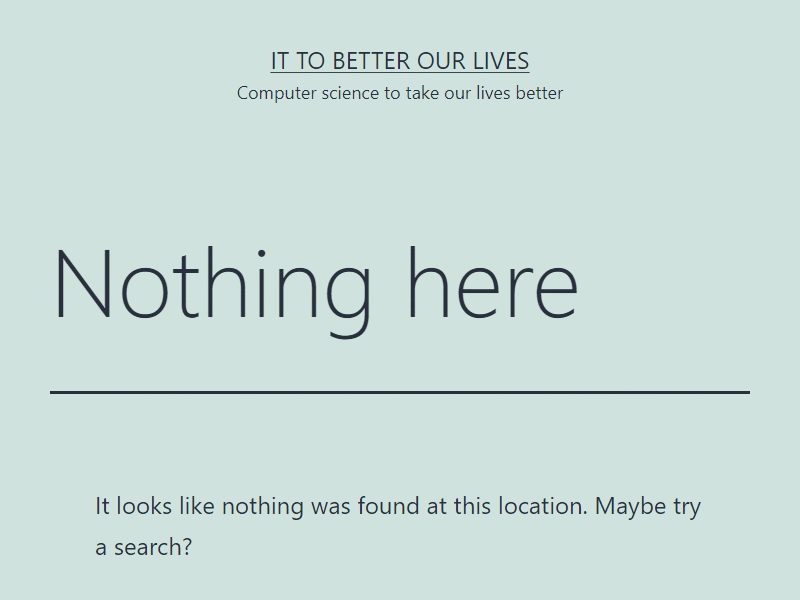 IT TO BETTER OUR LIVES
Computer science to take our lives better
Nothing here
It looks like nothing was found at this location. Maybe try
a search?